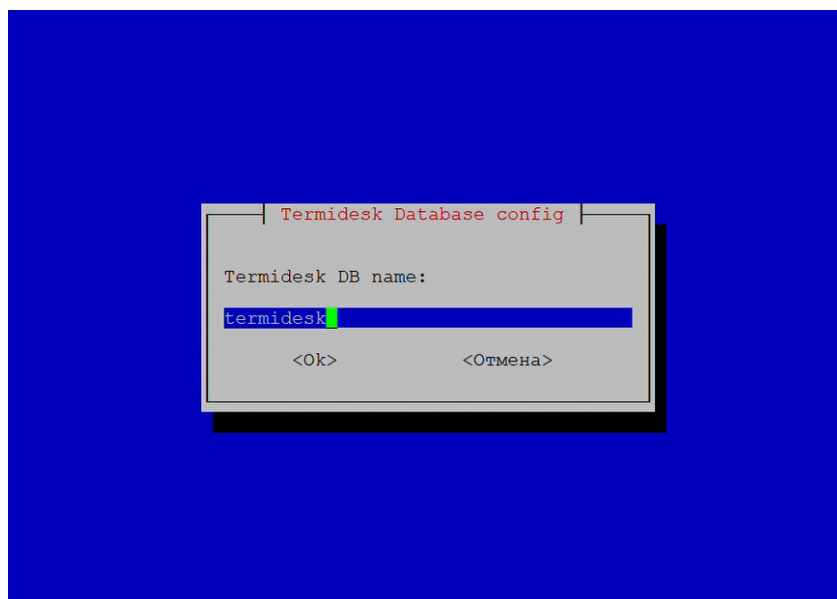 Termidesk Database config
Termidesk DB name:
termidesk
<Ok> <Отмена>